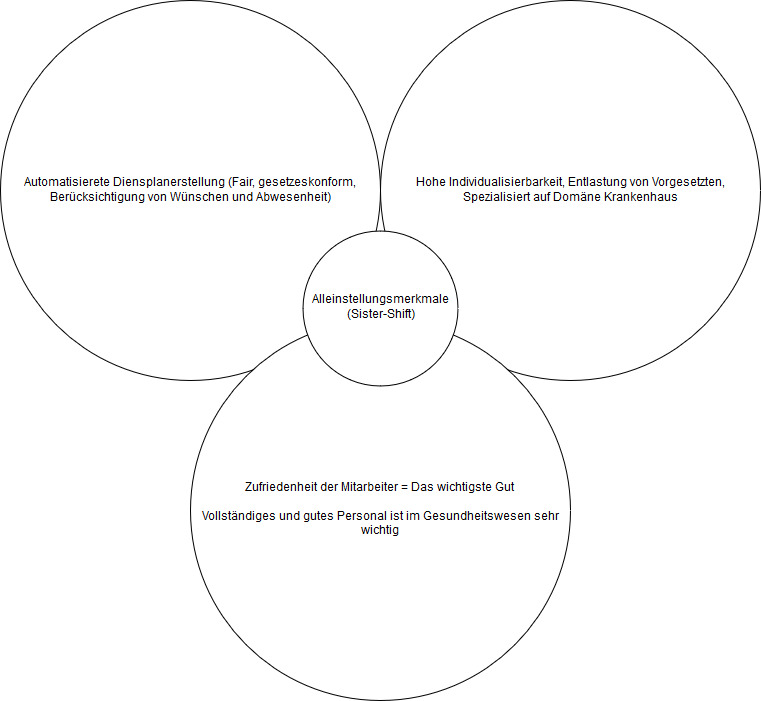 Automatisierete Diensplanerstellung (Fair, gesetzeskonform,
Berücksichtigung von Wünschen und Abwesenheit)
Hohe Individualisierbarkeit, Entlastung von Vorgesetzten,
Spezialisiert auf Domäne Krankenhaus
Alleinstellungsmerkmale
(Sister-Shift)
Zufriedenheit der Mitarbeiter = Das wichtigste Gut
Vollständiges und gutes Personal ist im Gesundheitswesen sehr
wichtig